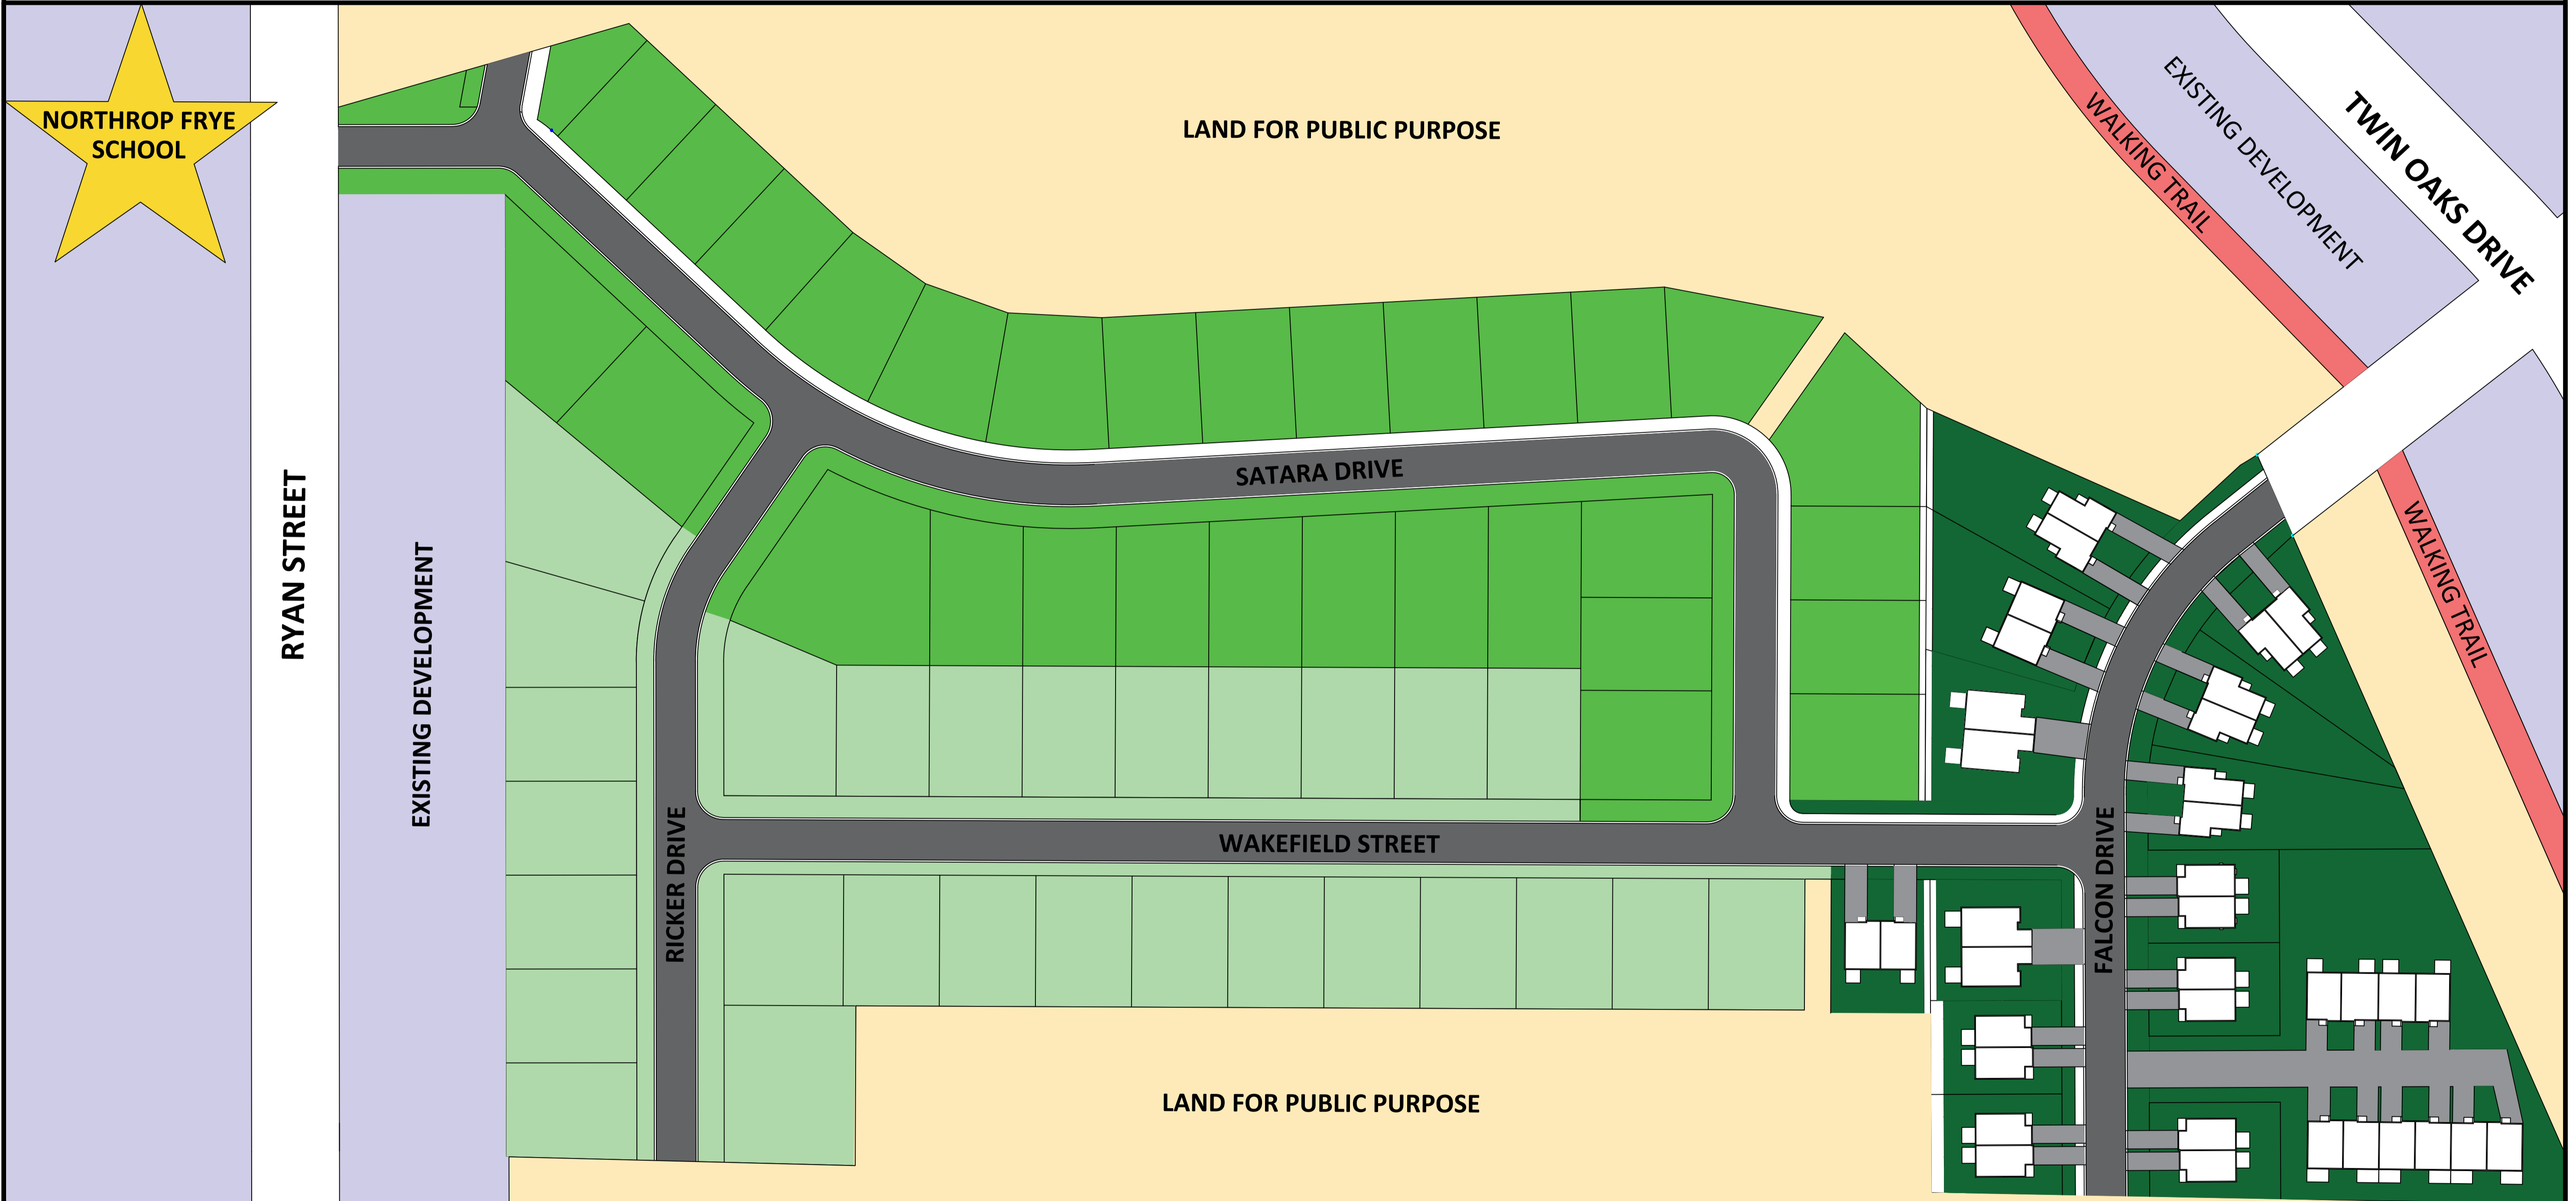 NORTHROP FRYE
SCHOOL
LAND FOR PUBLIC PURPOSE
WALKING TRAIL
EXISTING DEVELOPMENT
TWIN OAKS DRIVE
RYAN STREET
EXISTING DEVELOPMENT
SATARA DRIVE
WALKING TRAIL
RICKER DRIVE
WAKEFIELD STREET
FALCON DRIVE
LAND FOR PUBLIC PURPOSE